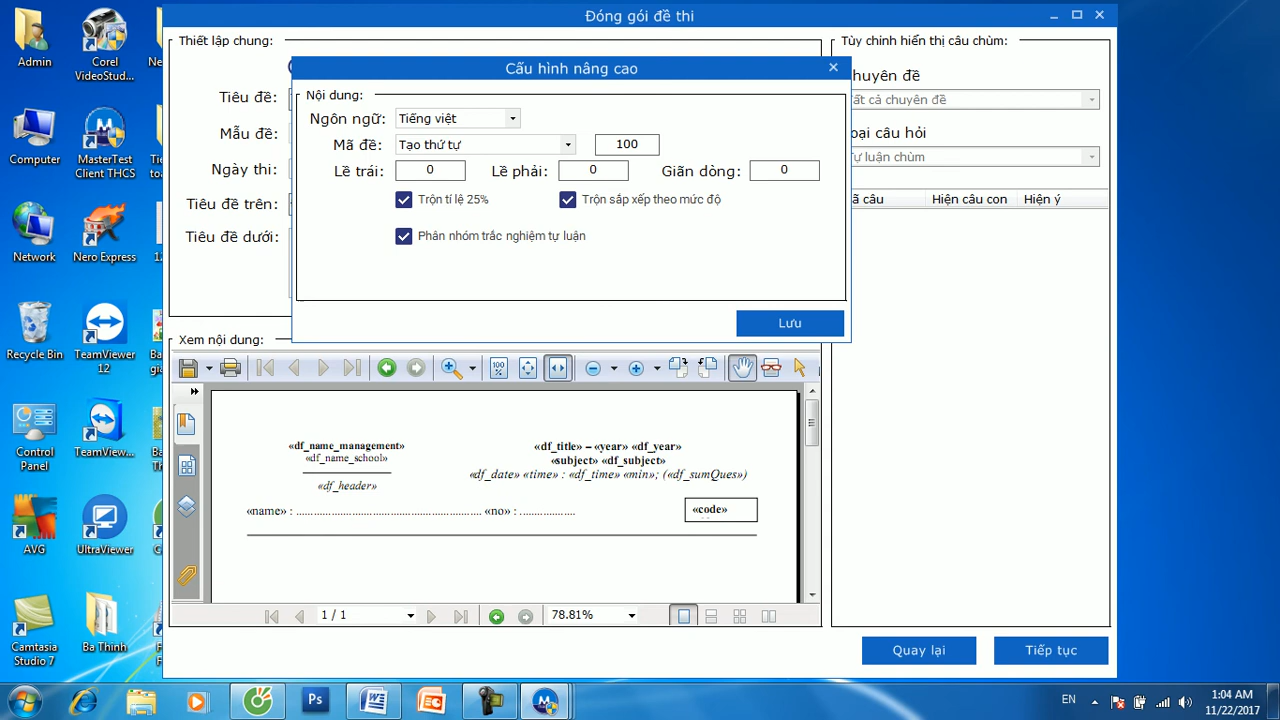 Đóng gói đề thi
Thiết lập chung:
Tùy chỉnh hiển thị câu chùm:
Cấu hình nâng cao
Nội dung:
Ngôn ngữ: Tiếng việt
Mã đề: Tạo thứ tự 100
Lề trái: 0 Lề phải: 0 Giãn dòng: 0
Trộn tỉ lệ 25% Trộn sắp xếp theo mức độ
Phân nhóm trắc nghiệm tự luận
Lưu
Tiêu đề:
Mẫu đề:
Ngày thi:
Tiêu đề trên:
Tiêu đề dưới:
huyên đề
ất cả chuyên đề
oại câu hỏi
ự luận chùm
ã câu Hiện câu con Hiện ý
Xem nội dung:
«df_name_management»
«df_name_school»
«df_header»
«df_title» – «year» «df_year»
«subject» «df_subject»
«df_date» «time» : «df_time» «min»; («df_sumQues»)
«name» : ............................................................... «no» : ...................
«code»
1 / 1
78.81%
Quay lại
Tiếp tục
Admin
Corel VideoStud...
Computer
MasterTest Client THCS
Network
Nero Express
Recycle Bin
TeamViewer 12
Control Panel
TeamView...
AVG
UltraViewer
Camtasia Studio 7
Ba Thinh
EN
1:04 AM
11/22/2017